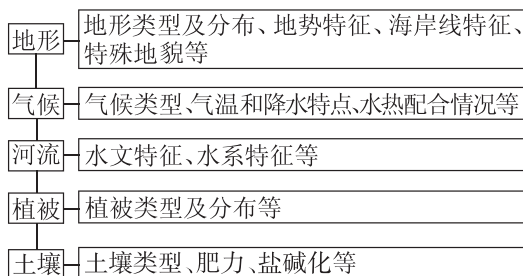 地形
地形类型及分布、地势特征、海岸线特征、
特殊地貌等
气候
气候类型、气温和降水特点、水热配合情况等
河流
水文特征、水系特征等
植被
植被类型及分布等
土壤
土壤类型、肥力、盐碱化等